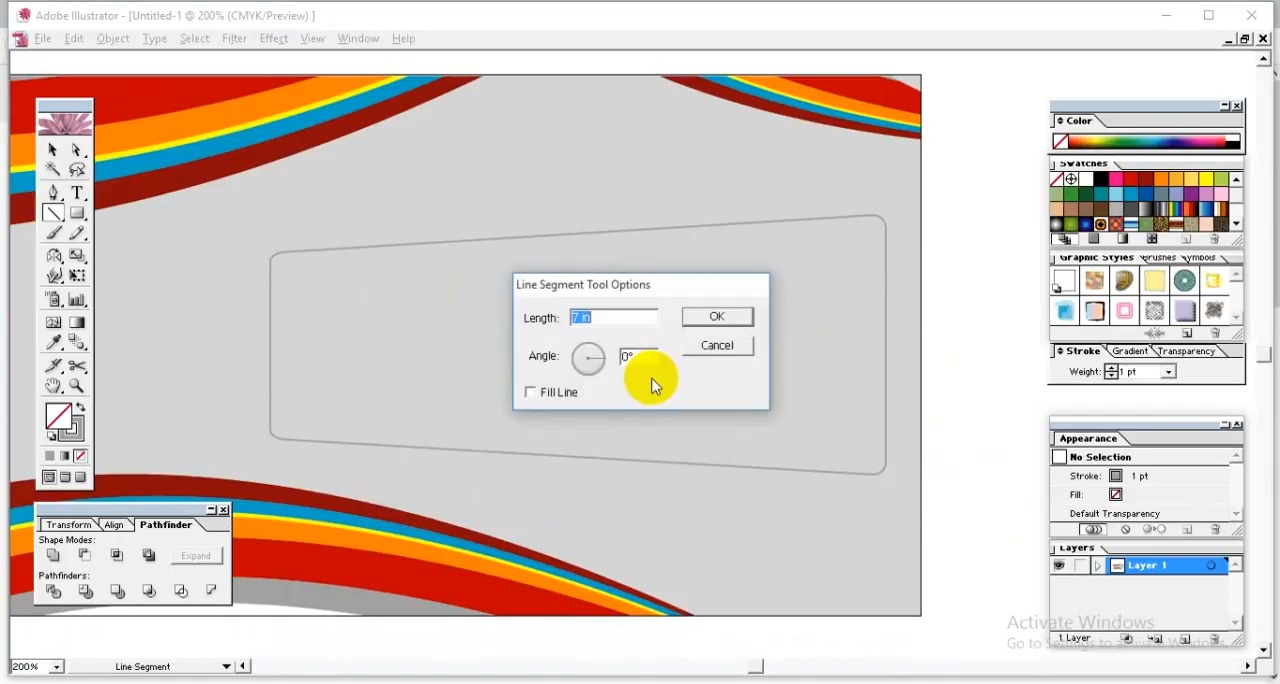 Adobe Illustrator - [Untitled-1 @ 200% (CMYK/Preview) ]
File Edit Object Type Select Filter Effect View Window Help
Color
Swatches
Line Segment Tool Options
Length: 7 in OK
Angle: 0° Cancel
Fill Line
Graphic Styles Brushes Symbols
Stroke Gradient Transparency
Weight: 1 pt
Appearance
No Selection
Stroke: 1 pt
Fill:
Default Transparency
Layers
Layer 1
1 Layer
Transform Align Pathfinder
Shape Modes:
Expand
Pathfinders:
Activate Windows
Go to Settings to activate Windows.
200% Line Segment